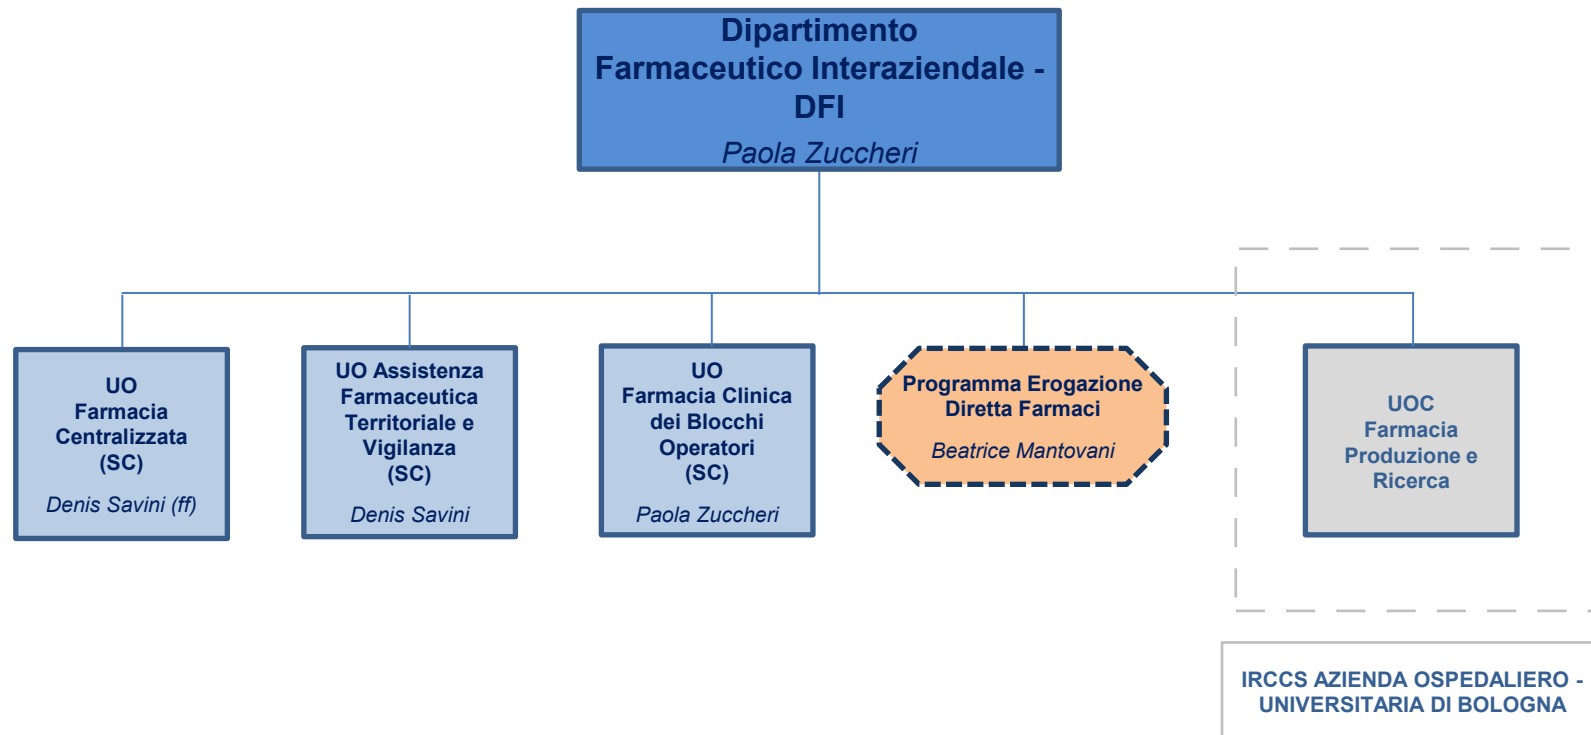 Dipartimento
Farmaceutico Interaziendale -
DFI
Paola Zuccheri
UO
Farmacia
Centralizzata
(SC)
Denis Savini (ff)
UO Assistenza
Farmaceutica
Territoriale e
Vigilanza
(SC)
Denis Savini
UO
Farmacia Clinica
dei Blocchi
Operatori
(SC)
Paola Zuccheri
Programma Erogazione
Diretta Farmaci
Beatrice Mantovani
UOC
Farmacia
Produzione e
Ricerca
IRCCS AZIENDA OSPEDALIERO -
UNIVERSITARIA DI BOLOGNA